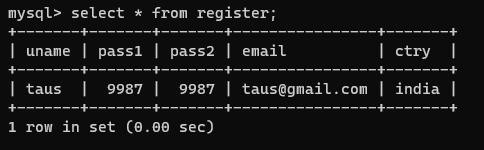 mysql> select * from register;
+-------+-------+-------+----------------+-------+
| uname | pass1 | pass2 | email          | ctry  |
+-------+-------+-------+----------------+-------+
| taus  |  9987 |  9987 | taus@gmail.com | india |
+-------+-------+-------+----------------+-------+
1 row in set (0.00 sec)